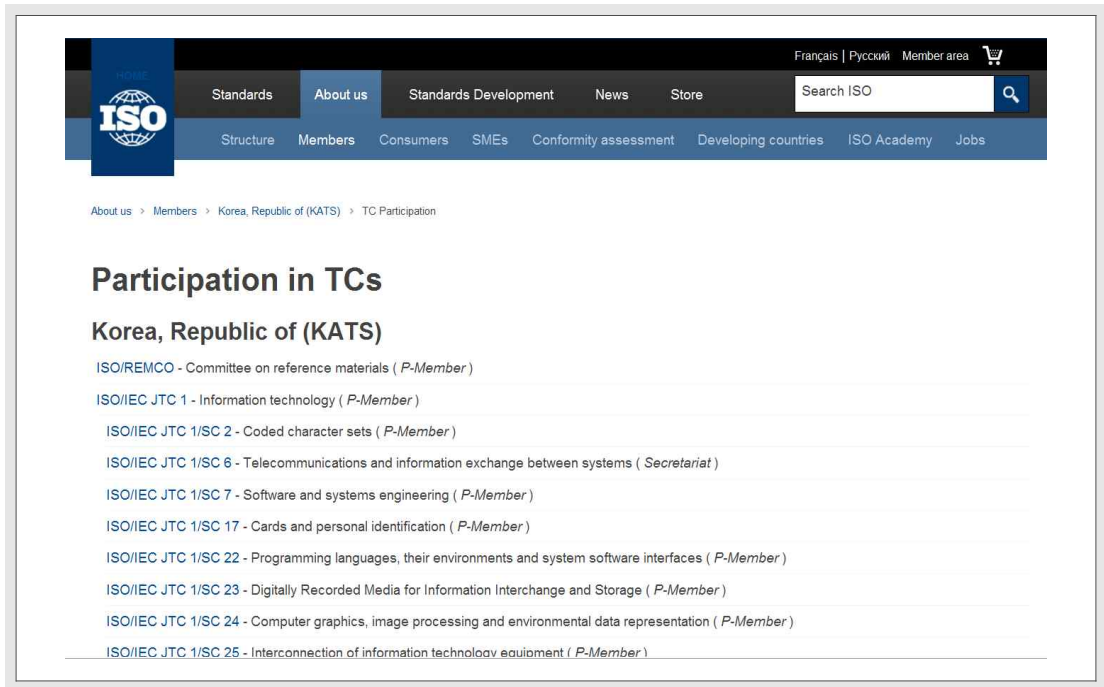 Français | Русский Member area
HOME
ISO
Standards About us Standards Development News Store Search ISO
Structure Members Consumers SMEs Conformity assessment Developing countries ISO Academy Jobs
About us > Members > Korea, Republic of (KATS) > TC Participation
Participation in TCs
Korea, Republic of (KATS)
ISO/REMCO - Committee on reference materials ( P-Member )
ISO/IEC JTC 1 - Information technology ( P-Member )
ISO/IEC JTC 1/SC 2 - Coded character sets ( P-Member )
ISO/IEC JTC 1/SC 6 - Telecommunications and information exchange between systems ( Secretariat )
ISO/IEC JTC 1/SC 7 - Software and systems engineering ( P-Member )
ISO/IEC JTC 1/SC 17 - Cards and personal identification ( P-Member )
ISO/IEC JTC 1/SC 22 - Programming languages, their environments and system software interfaces ( P-Member )
ISO/IEC JTC 1/SC 23 - Digitally Recorded Media for Information Interchange and Storage ( P-Member )
ISO/IEC JTC 1/SC 24 - Computer graphics, image processing and environmental data representation ( P-Member )
ISO/IEC JTC 1/SC 25 - Interconnection of information technology equipment ( P-Member )